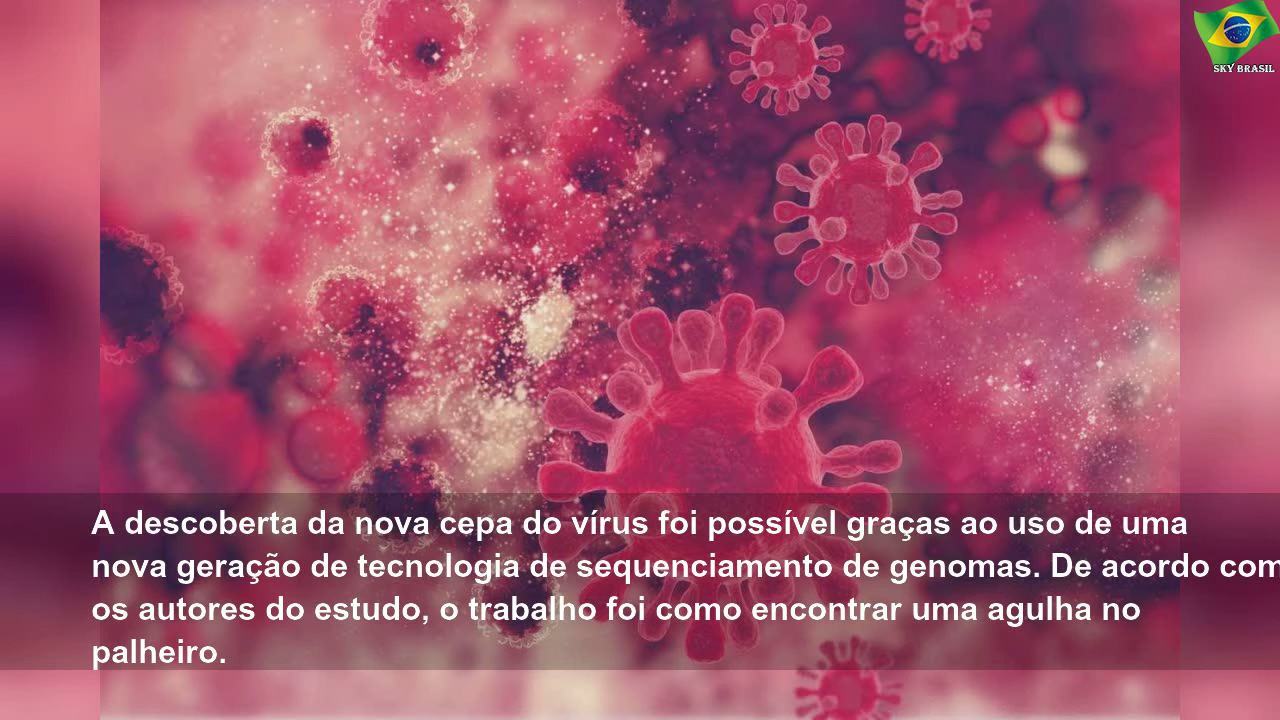 SKY BRASIL
A descoberta da nova cepa do vírus foi possível graças ao uso de uma
nova geração de tecnologia de sequenciamento de genomas. De acordo com
os autores do estudo, o trabalho foi como encontrar uma agulha no
palheiro.